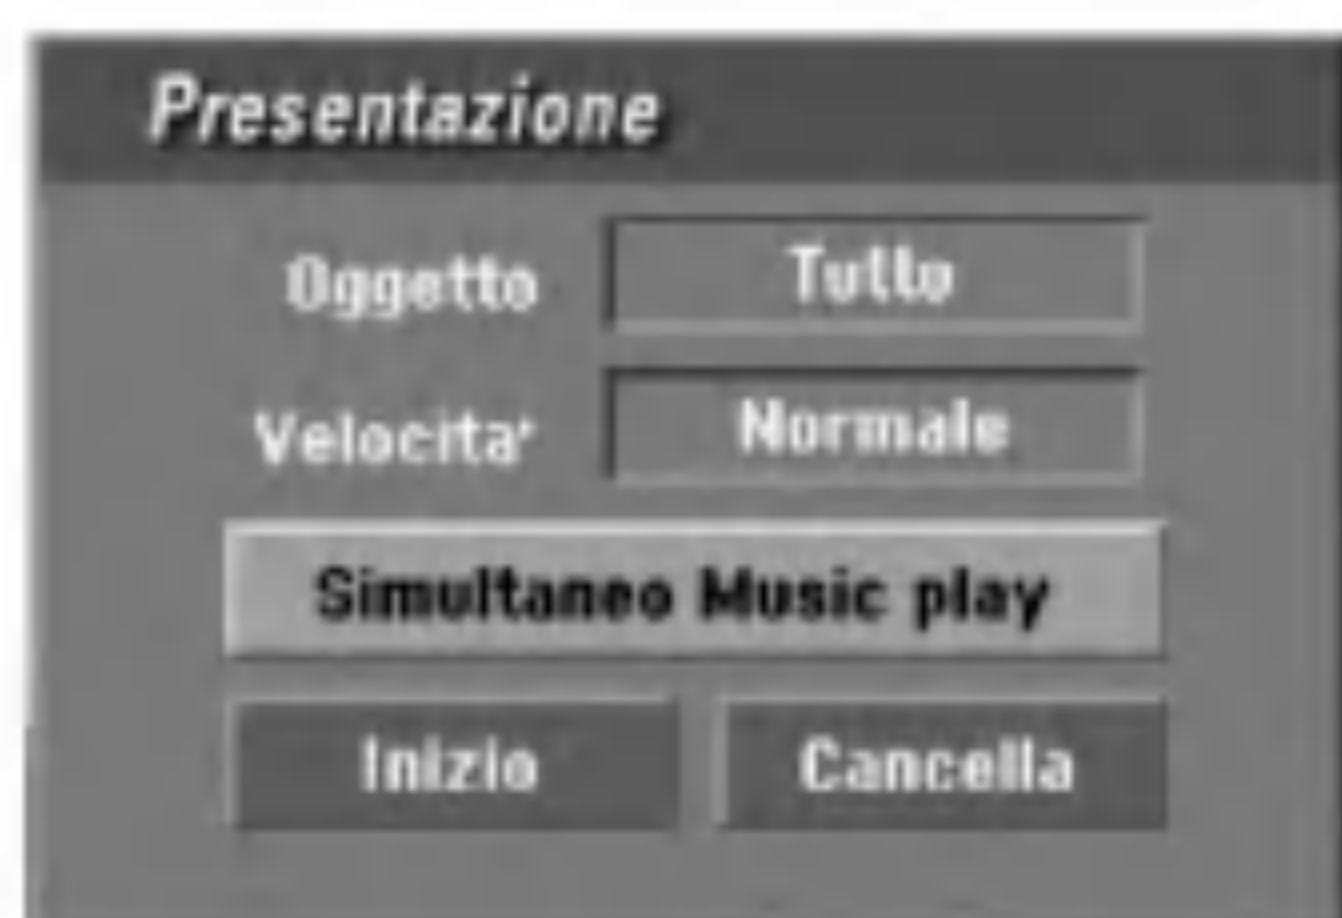 Presentazione
Oggetto Tutto
Velocita' Normale
Simultaneo Music play
Inizio Cancella